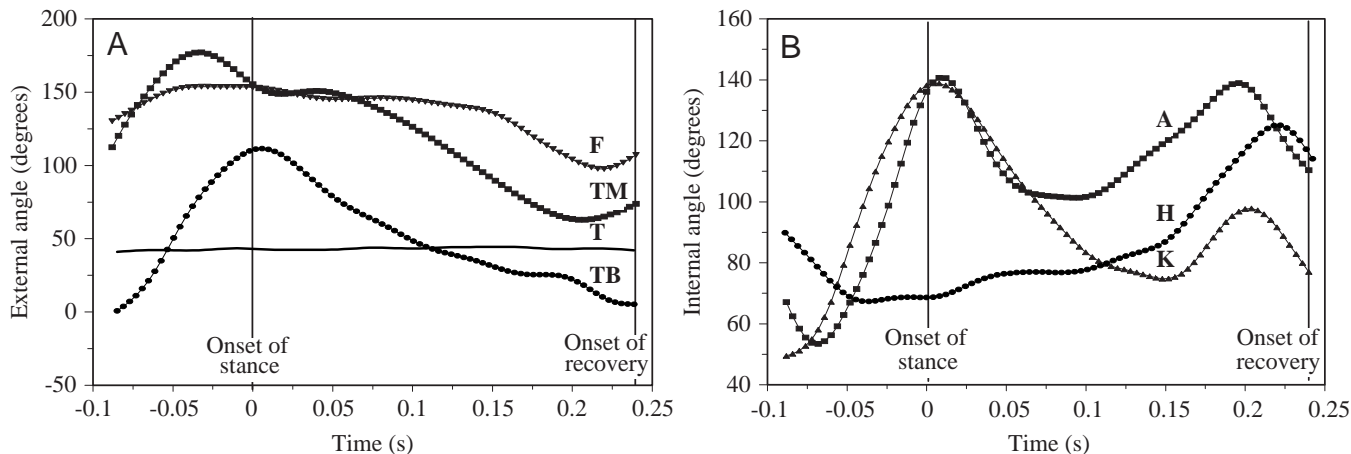 A
200
150
100
50
0
-50
External angle (degrees)
F
TM
T
TB
Onset of
stance
Onset of
recovery
-0.1
-0.05
0
0.05
0.1
0.15
0.2
0.25
Time (s)
B
160
140
120
100
80
60
40
Internal angle (degrees)
A
H
K
Onset of
stance
Onset of
recovery
-0.1
-0.05
0
0.05
0.1
0.15
0.2
0.25
Time (s)